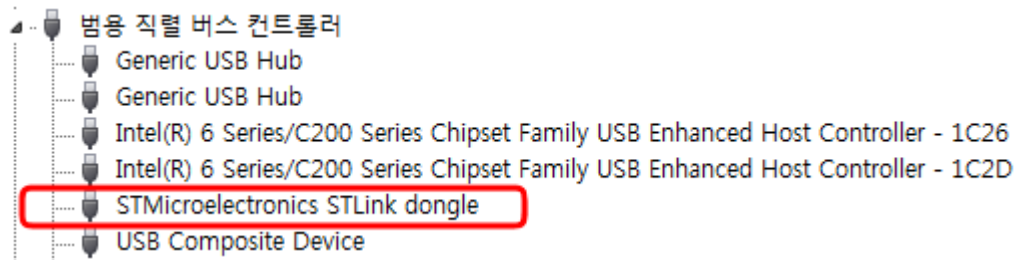 범용 직렬 버스 컨트롤러
Generic USB Hub
Generic USB Hub
Intel(R) 6 Series/C200 Series Chipset Family USB Enhanced Host Controller - 1C26
Intel(R) 6 Series/C200 Series Chipset Family USB Enhanced Host Controller - 1C2D
STMicroelectronics STLink dongle
USB Composite Device